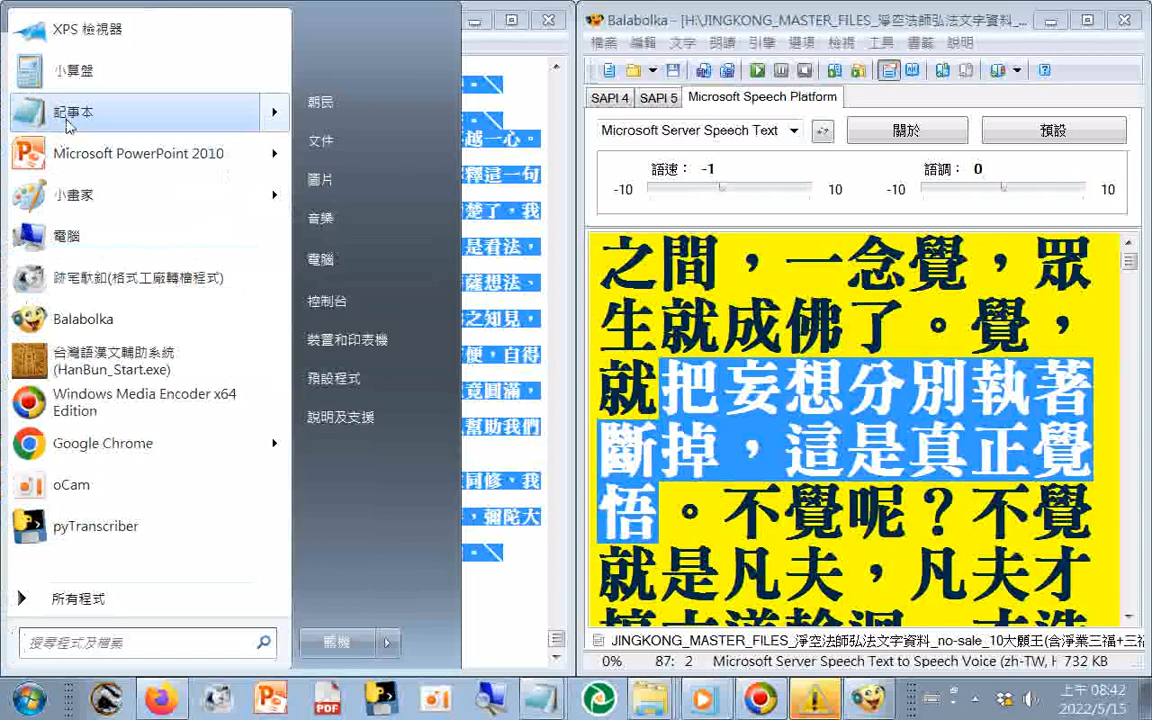 XPS 檢視器
小算盤
記事本
Microsoft PowerPoint 2010
小畫家
電腦
跡宅馱釦(格式工廠轉檔程式)
Balabolka
台灣語漢文輔助系統
(HanBun_Start.exe)
Windows Media Encoder x64
Edition
Google Chrome
oCam
pyTranscriber
所有程式
搜尋程式及檔案
朝民
文件
圖片
音樂
電腦
控制台
裝置和印表機
預設程式
說明及支援
關機
越一心。
釋這一句
楚了，我
是看法，
薩想法、
之知見，
便，自得
竟圓滿，
幫助我們
同修，我
，彌陀大
Balabolka - [H:\JINGKONG_MASTER_FILES_淨空法師弘法文字資料_...
檔案 編輯 文字 朗讀 引擎 選項 檢視 工具 書籤 說明
SAPI 4 SAPI 5 Microsoft Speech Platform
Microsoft Server Speech Text 關於 預設
語速： -1 語調： 0
-10 10 -10 10
之間，一念覺，眾
生就成佛了。覺，
就把妄想分別執著
斷掉，這是真正覺
悟。不覺呢？不覺
就是凡夫，凡夫才
JINGKONG_MASTER_FILES_淨空法師弘法文字資料_no-sale_10大願王(含淨業三福+三福
0% 87: 2 Microsoft Server Speech Text to Speech Voice (zh-TW, H 732 KB
上午 08:42
2022/5/15